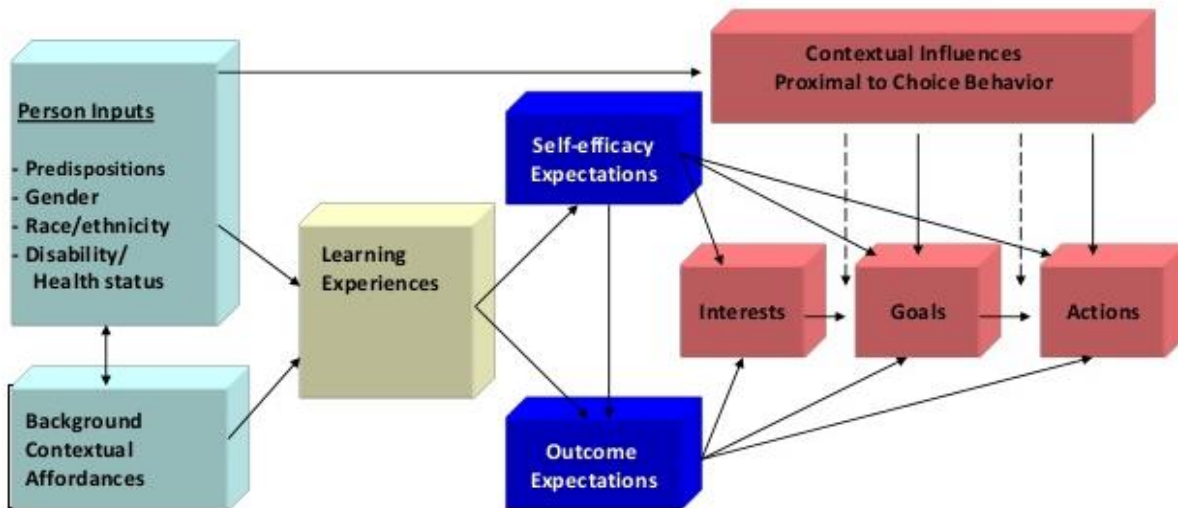 Person Inputs
- Predispositions
- Gender
- Race/ethnicity
- Disability/
Health status
Background
Contextual
Affordances
Learning
Experiences
Self-efficacy
Expectations
Outcome
Expectations
Contextual Influences
Proximal to Choice Behavior
Interests
Goals
Actions